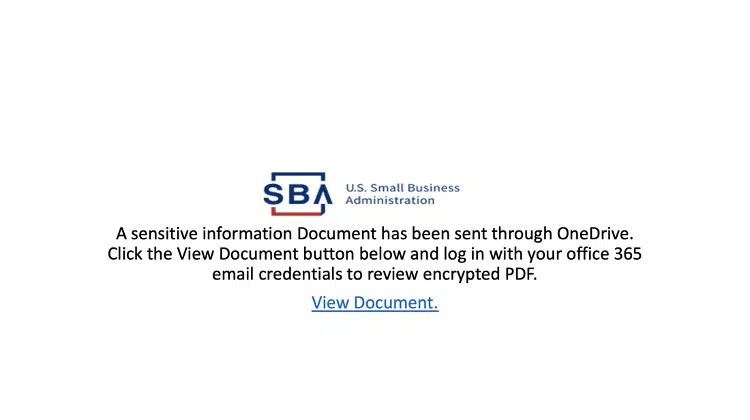 SBA
U.S. Small Business
Administration
A sensitive information Document has been sent through OneDrive.
Click the View Document button below and log in with your office 365
email credentials to review encrypted PDF.
View Document.